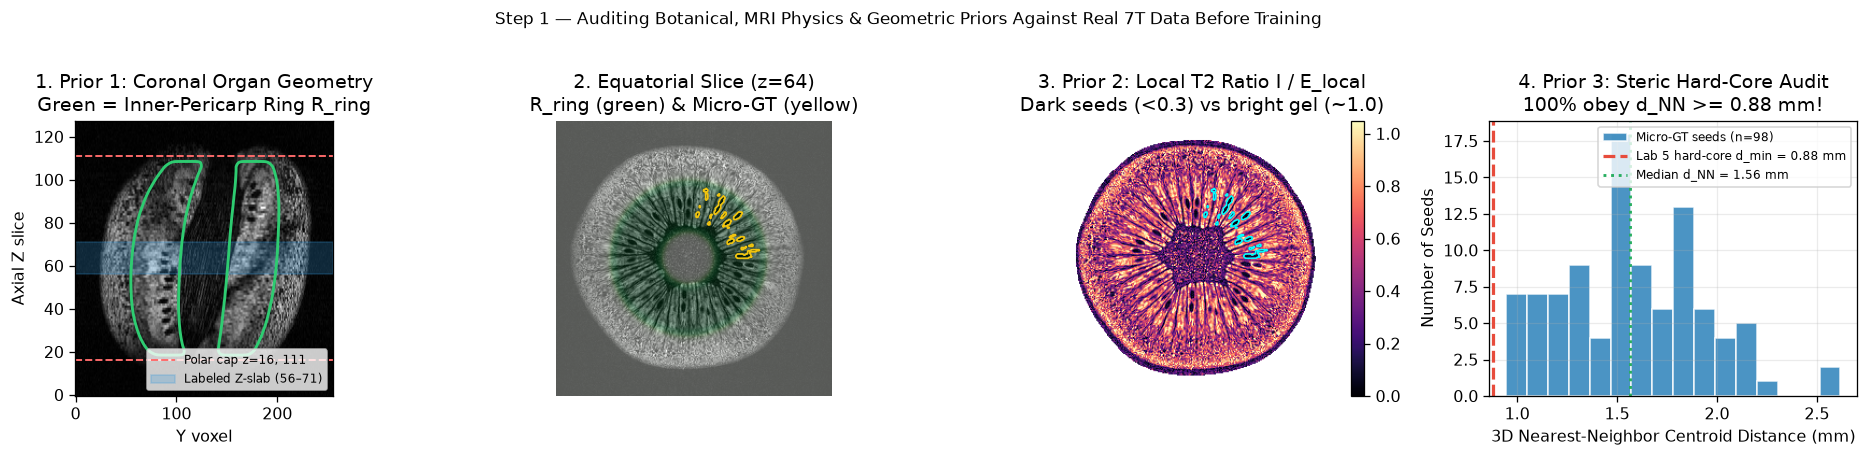 Step 1 — Auditing Botanical, MRI Physics & Geometric Priors Against Real 7T Data Before Training
1. Prior 1: Coronal Organ Geometry
Green = Inner-Pericarp Ring R_ring
120
100
80
60
40
20
0
Axial Z slice
Polar cap z=16, 111
Labeled Z-slab (56–71)
0
100
200
Y voxel
2. Equatorial Slice (z=64)
R_ring (green) & Micro-GT (yellow)
3. Prior 2: Local T2 Ratio I / E_local
Dark seeds (<0.3) vs bright gel (~1.0)
1.0
0.8
0.6
0.4
0.2
0.0
4. Prior 3: Steric Hard-Core Audit
100% obey d_NN >= 0.88 mm!
17.5
15.0
12.5
10.0
7.5
5.0
2.5
0.0
Number of Seeds
Micro-GT seeds (n=98)
Lab 5 hard-core d_min = 0.88 mm
Median d_NN = 1.56 mm
1.0
1.5
2.0
2.5
3D Nearest-Neighbor Centroid Distance (mm)